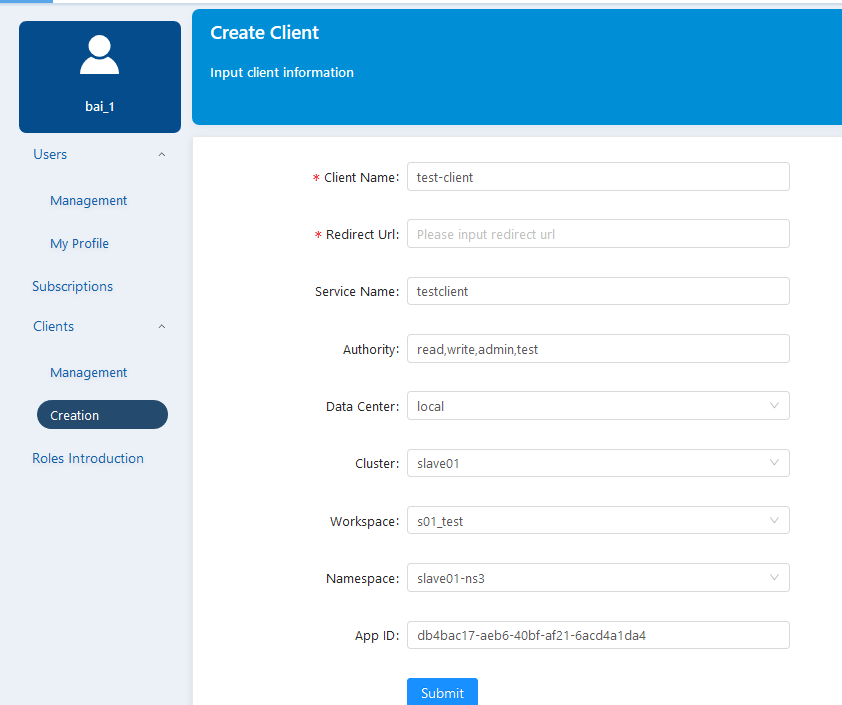 Create Client
Input client information
bai_1
Users
Management
My Profile
Subscriptions
Clients
Management
Creation
Roles Introduction
* Client Name: test-client
* Redirect Url: Please input redirect url
Service Name: testclient
Authority: read,write,admin,test
Data Center: local
Cluster: slave01
Workspace: s01_test
Namespace: slave01-ns3
App ID: db4bac17-aeb6-40bf-af21-6acd4a1da4
Submit